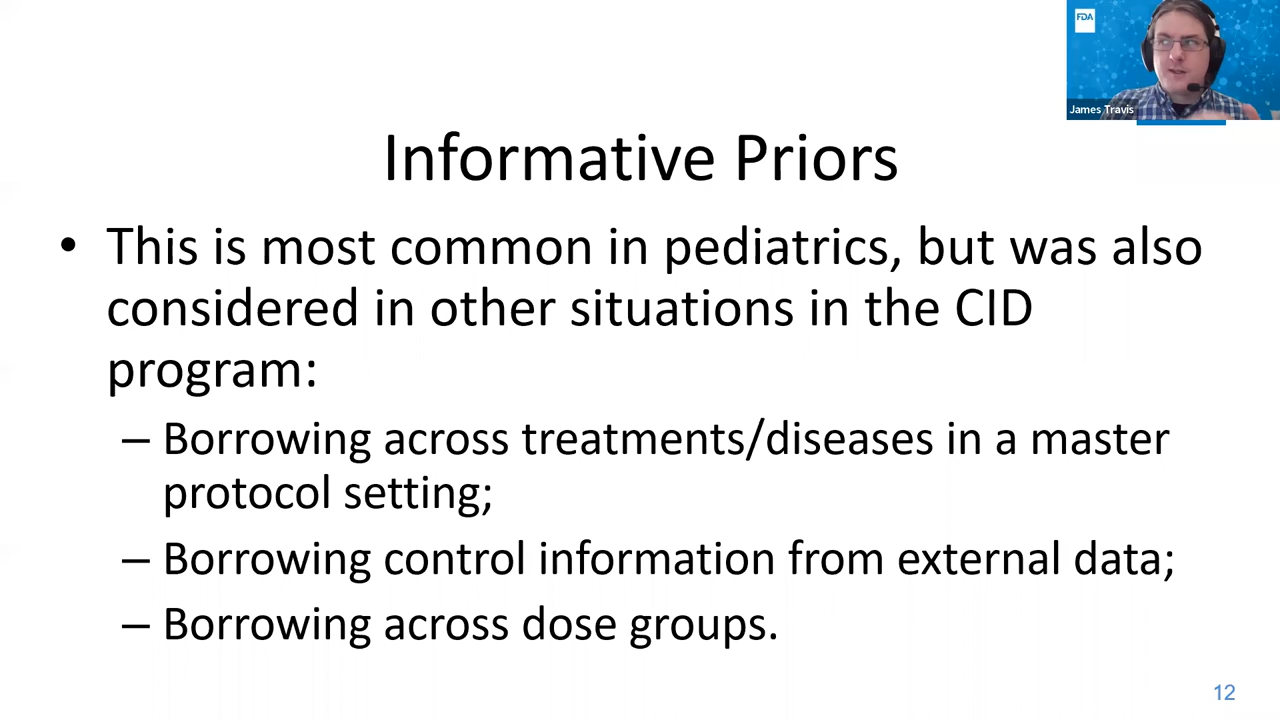 FDA
James Travis
Informative Priors
• This is most common in pediatrics, but was also
considered in other situations in the CID
program:
– Borrowing across treatments/diseases in a master
protocol setting;
– Borrowing control information from external data;
– Borrowing across dose groups.
12